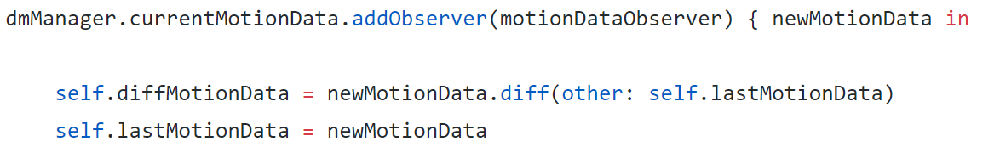 dmManager.currentMotionData.addObserver(motionDataObserver) { newMotionData in
self.diffMotionData = newMotionData.diff(other: self.lastMotionData)
self.lastMotionData = newMotionData